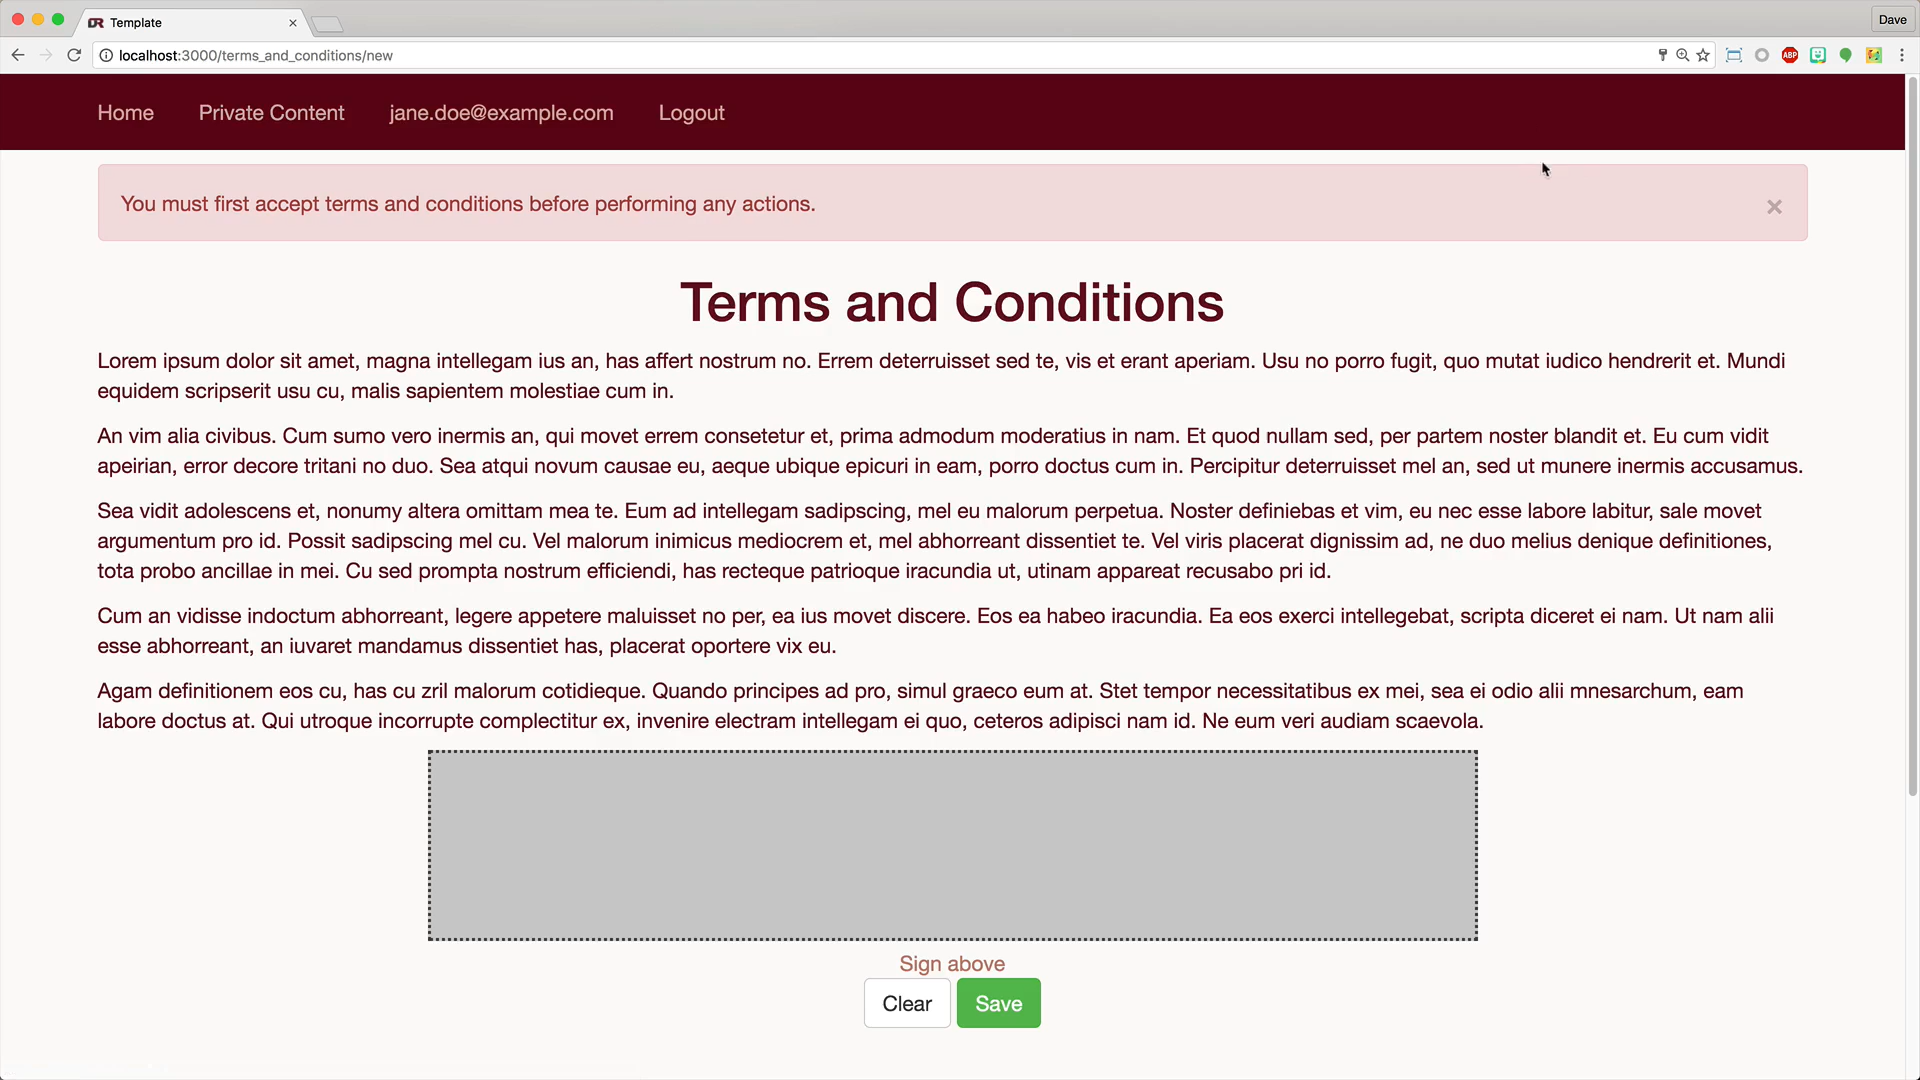 Template
Dave
localhost:3000/terms_and_conditions/new
ABP
Home Private Content jane.doe@example.com Logout
You must first accept terms and conditions before performing any actions.
Terms and Conditions
Lorem ipsum dolor sit amet, magna intellegam ius an, has affert nostrum no. Errem deterruisset sed te, vis et erant aperiam. Usu no porro fugit, quo mutat iudico hendrerit et. Mundi
equidem scripserit usu cu, malis sapientem molestiae cum in.
An vim alia civibus. Cum sumo vero inermis an, qui movet errem consetetur et, prima admodum moderatius in nam. Et quod nullam sed, per partem noster blandit et. Eu cum vidit
apeirian, error decore tritani no duo. Sea atqui novum causae eu, aeque ubique epicuri in eam, porro doctus cum in. Percipitur deterruisset mel an, sed ut munere inermis accusamus.
Sea vidit adolescens et, nonumy altera omittam mea te. Eum ad intellegam sadipscing, mel eu malorum perpetua. Noster definiebas et vim, eu nec esse labore labitur, sale movet
argumentum pro id. Possit sadipscing mel cu. Vel malorum inimicus mediocrem et, mel abhorreant dissentiet te. Vel viris placerat dignissim ad, ne duo melius denique definitiones,
tota probo ancillae in mei. Cu sed prompta nostrum efficiendi, has recteque patrioque iracundia ut, utinam appareat recusabo pri id.
Cum an vidisse indoctum abhorreant, legere appetere maluisset no per, ea ius movet discere. Eos ea habeo iracundia. Ea eos exerci intellegebat, scripta diceret ei nam. Ut nam alii
esse abhorreant, an iuvaret mandamus dissentiet has, placerat oportere vix eu.
Agam definitionem eos cu, has cu zril malorum cotidieque. Quando principes ad pro, simul graeco eum at. Stet tempor necessitatibus ex mei, sea ei odio alii mnesarchum, eam
labore doctus at. Qui utroque incorrupte complectitur ex, invenire electram intellegam ei quo, ceteros adipisci nam id. Ne eum veri audiam scaevola.
Sign above
Clear Save